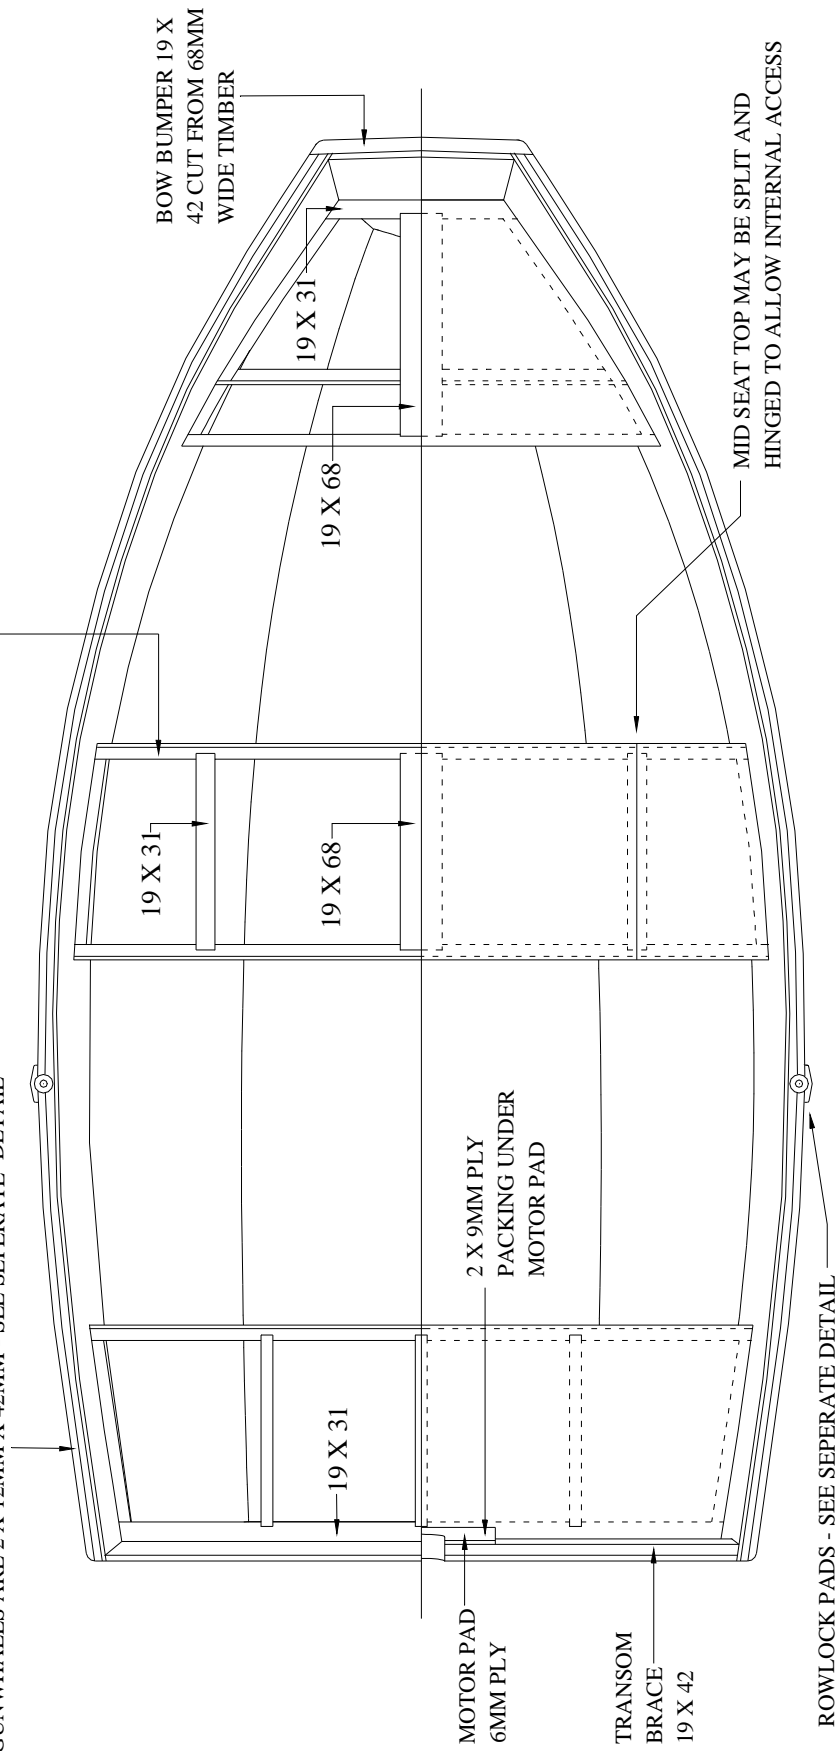 GUNWHALES ARE 2 X 12MM X 42MM - SEE SEPERATE DETAIL
BOW BUMPER 19 X
42 CUT FROM 68MM
WIDE TIMBER
19 X 31
19 X 68
19 X 31
19 X 68
19 X 31
MID SEAT TOP MAY BE SPLIT AND
HINGED TO ALLOW INTERNAL ACCESS
2 X 9MM PLY
PACKING UNDER
MOTOR PAD
MOTOR PAD
6MM PLY
TRANSOM
BRACE
19 X 42
ROWLOCK PADS - SEE SEPERATE DETAIL